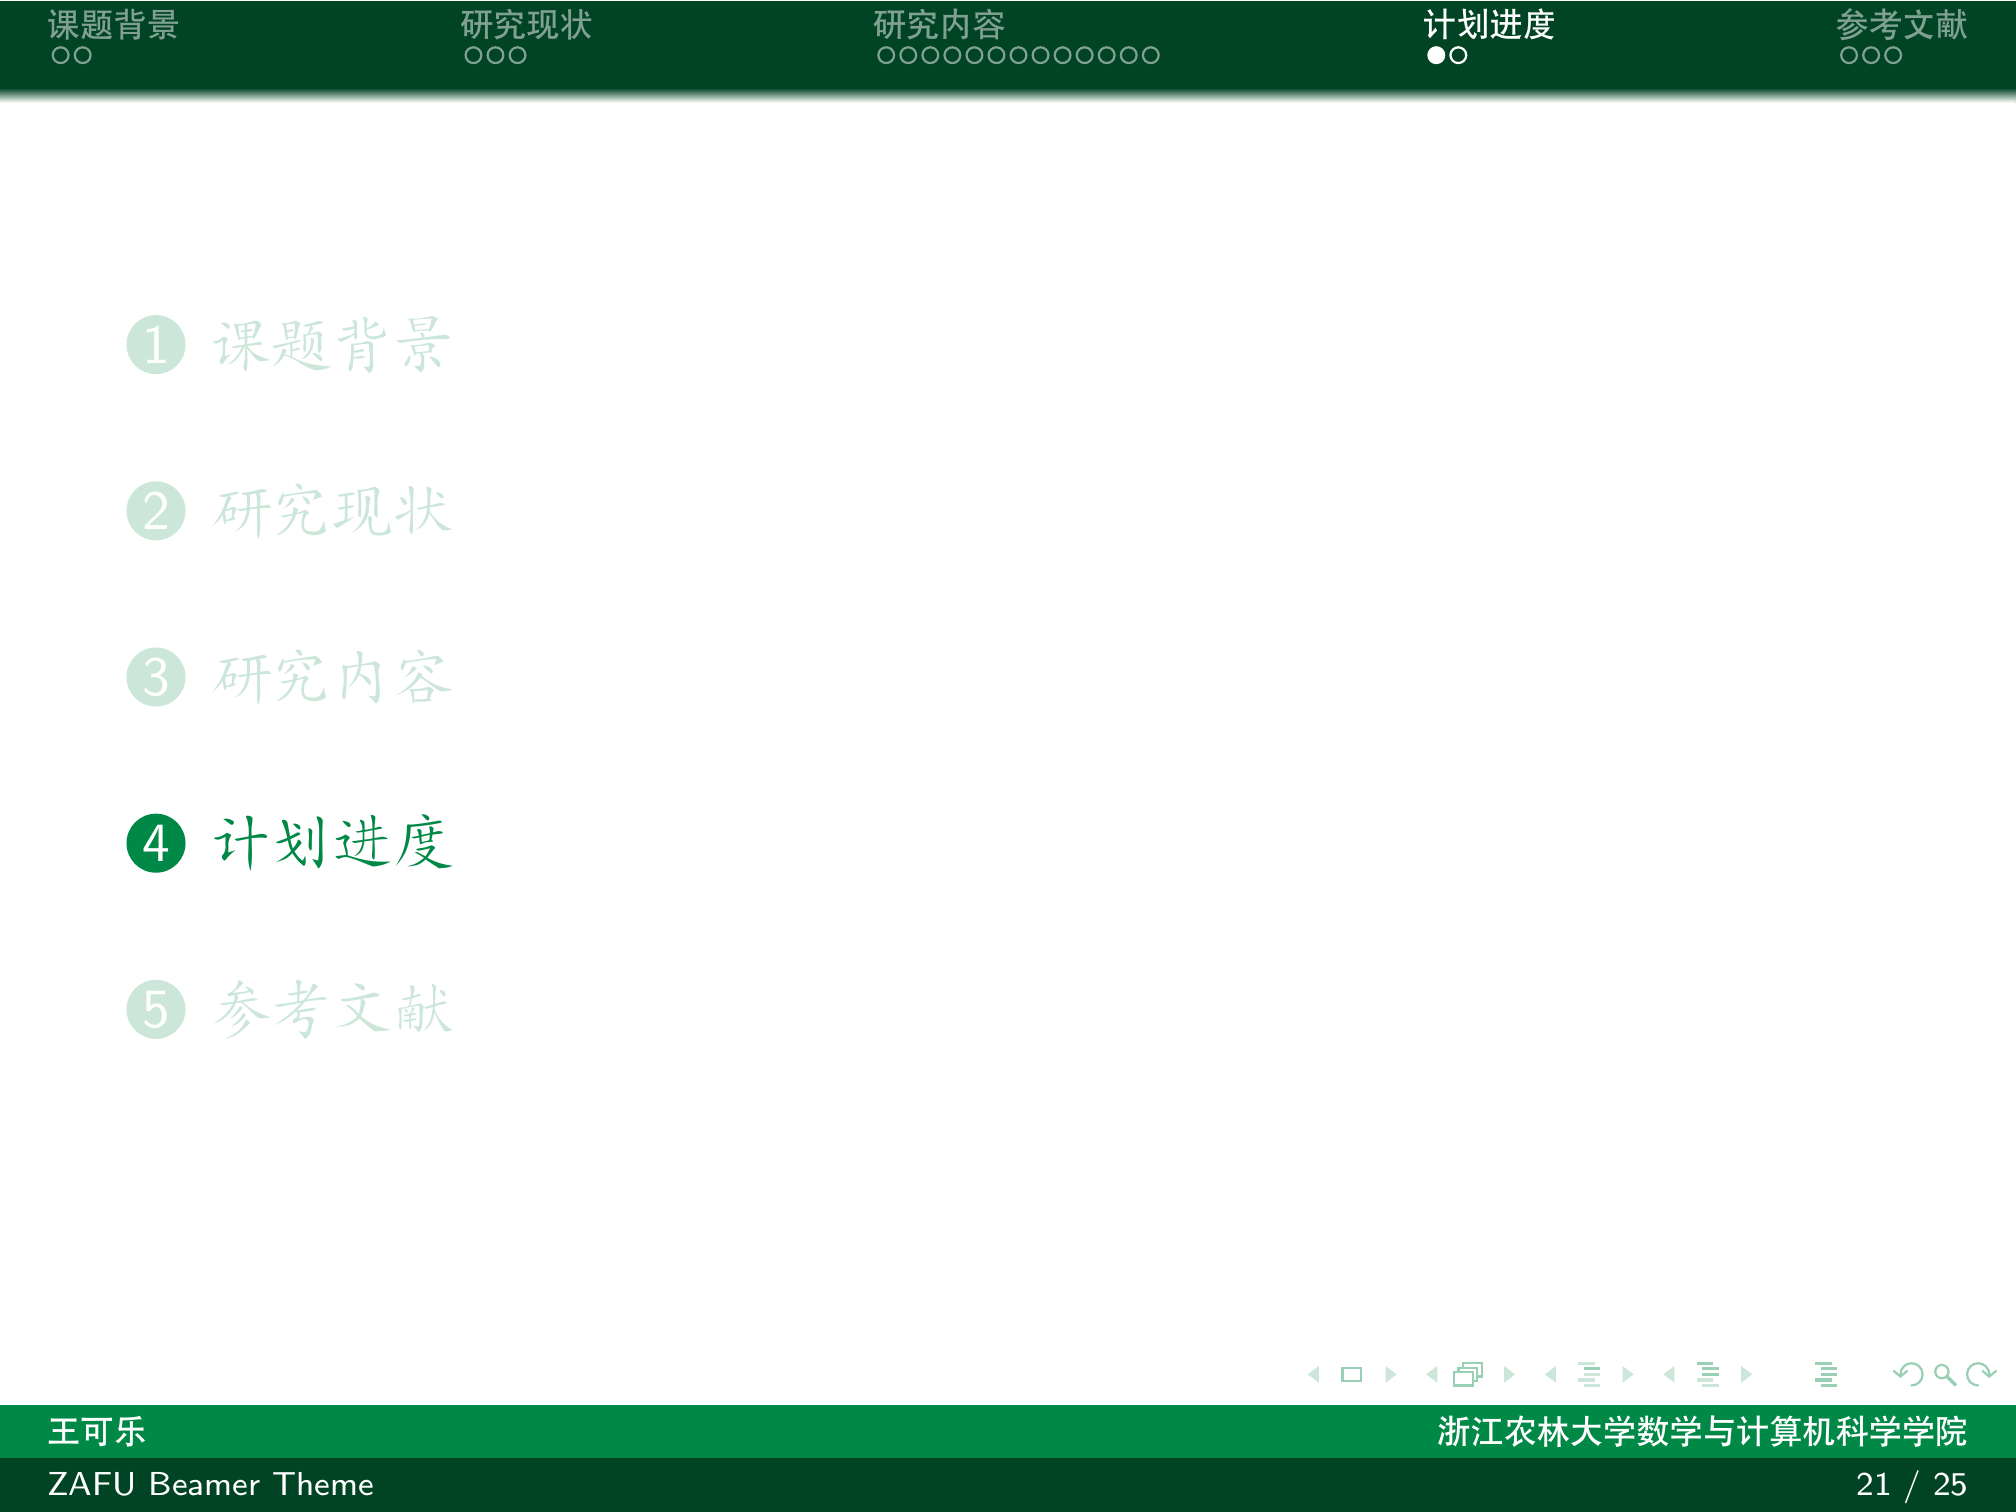 课题背景 研究现状 研究内容 计划进度 参考文献
1 课题背景
2 研究现状
3 研究内容
4 计划进度
5 参考文献
王可乐 浙江农林大学数学与计算机科学学院
ZAFU Beamer Theme 21 / 25